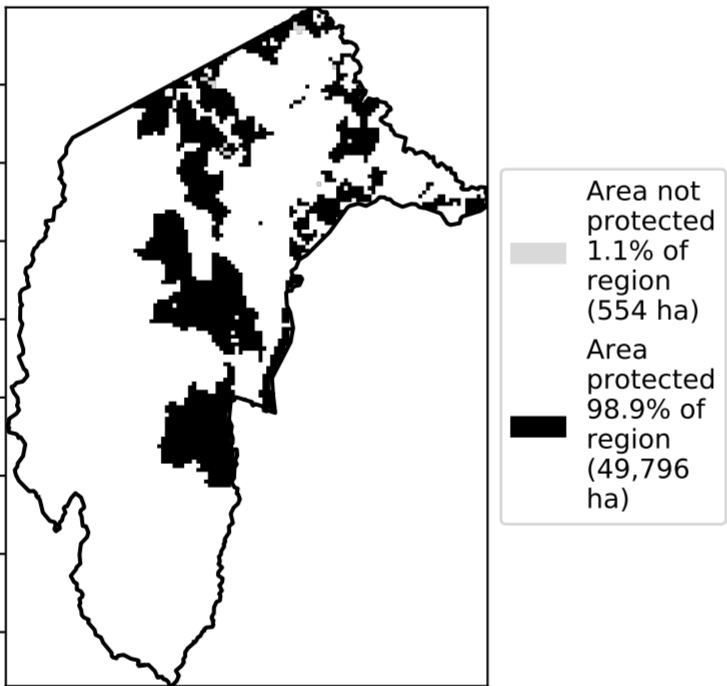 Area not
protected
1.1% of
region
(554 ha)
Area
protected
98.9% of
region
(49,796
ha)